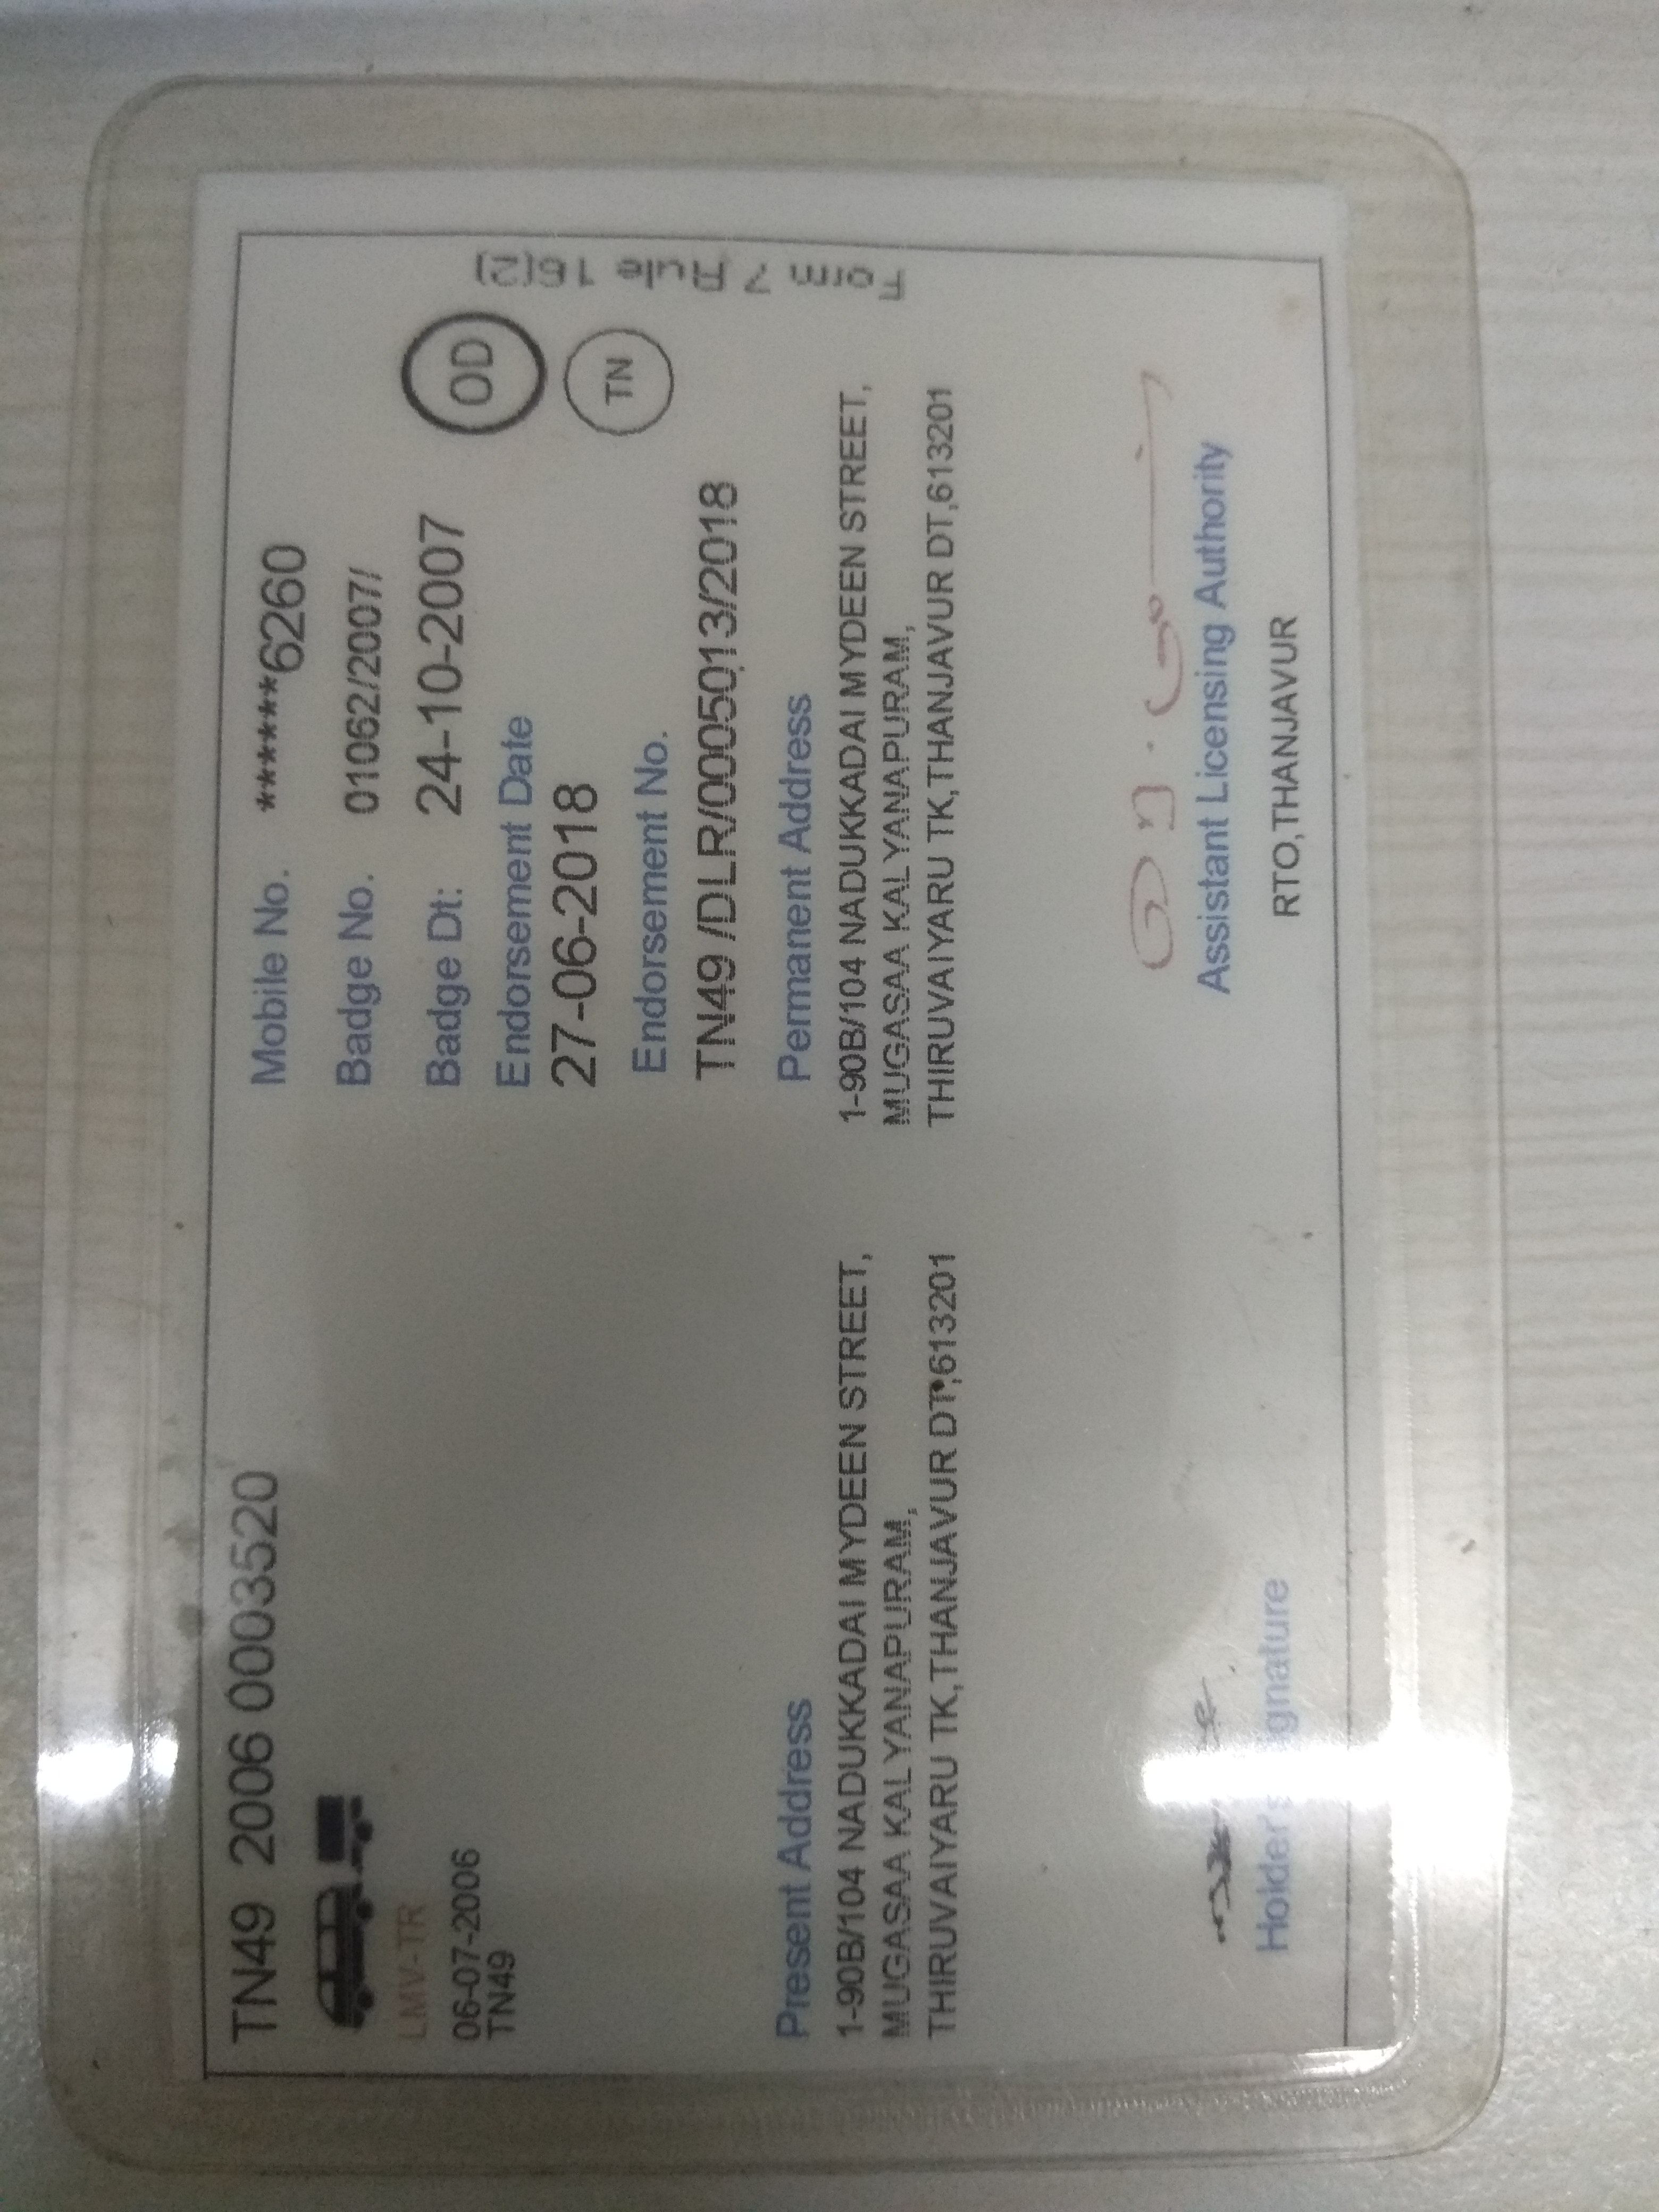 TN49 2006 0003520
LMV-TR
06-07-2006
TN49
Mobile No. ******6260
Badge No. 01062/2007/
Badge Dt: 24-10-2007
Endorsement Date
27-06-2018
Endorsement No.
TN49 /DLR/0005013/2018
OD
TN
Form 7 Rule 16(2)
Present Address
1-90B/104 NADUKKADAI MYDEEN STREET,
MUGASAA KALYANAPURAM,
THIRUVAIYARU TK,THANJAVUR DT,613201
Permanent Address
1-90B/104 NADUKKADAI MYDEEN STREET,
MUGASAA KALYANAPURAM,
THIRUVAIYARU TK,THANJAVUR DT,613201
Holder's Signature
Assistant Licensing Authority
RTO,THANJAVUR